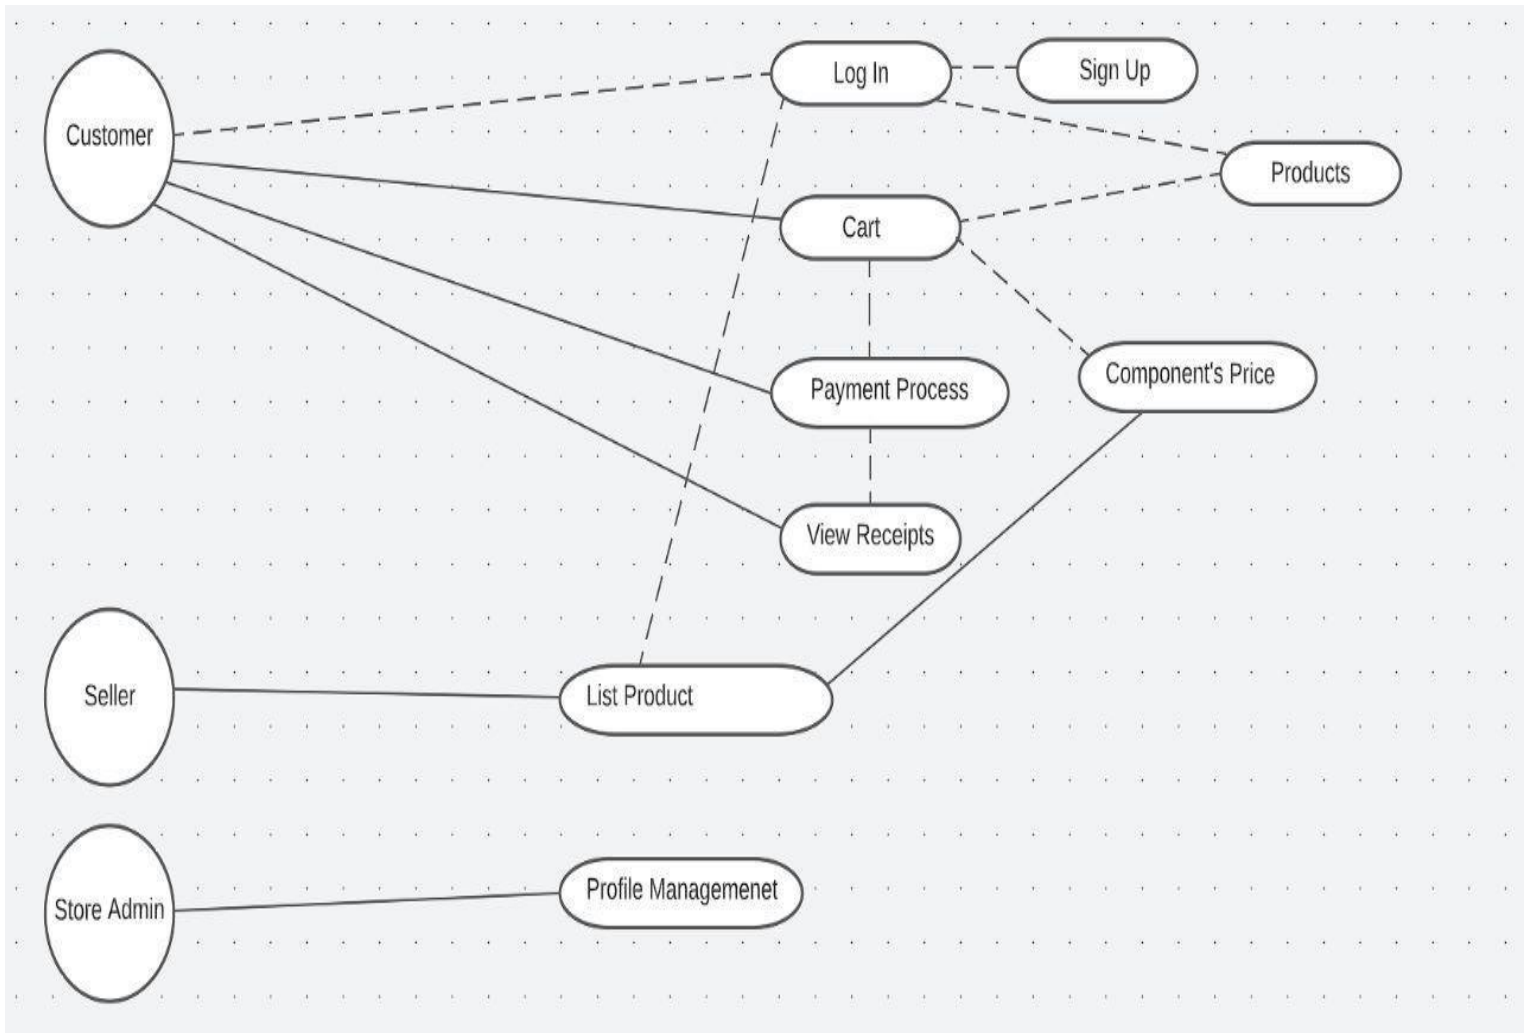 Log In
Sign Up
Customer
Products
Cart
Component's Price
Payment Process
View Receipts
Seller
List Product
Profile Managemenet
Store Admin